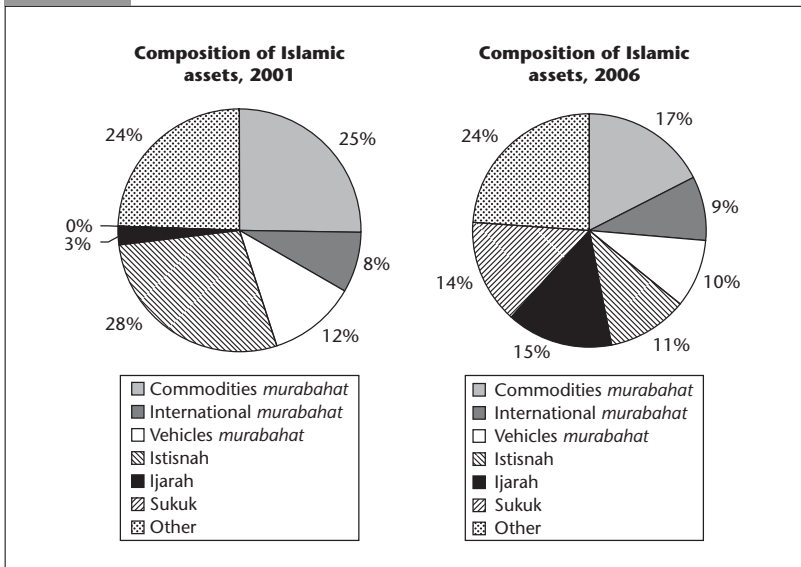 Composition of Islamic
assets, 2001
24%
25%
0%
3%
8%
28%
12%
Commodities murabahat
International murabahat
Vehicles murabahat
Istisnah
Ijarah
Sukuk
Other
Composition of Islamic
assets, 2006
24%
17%
9%
14%
10%
15%
11%
Commodities murabahat
International murabahat
Vehicles murabahat
Istisnah
Ijarah
Sukuk
Other